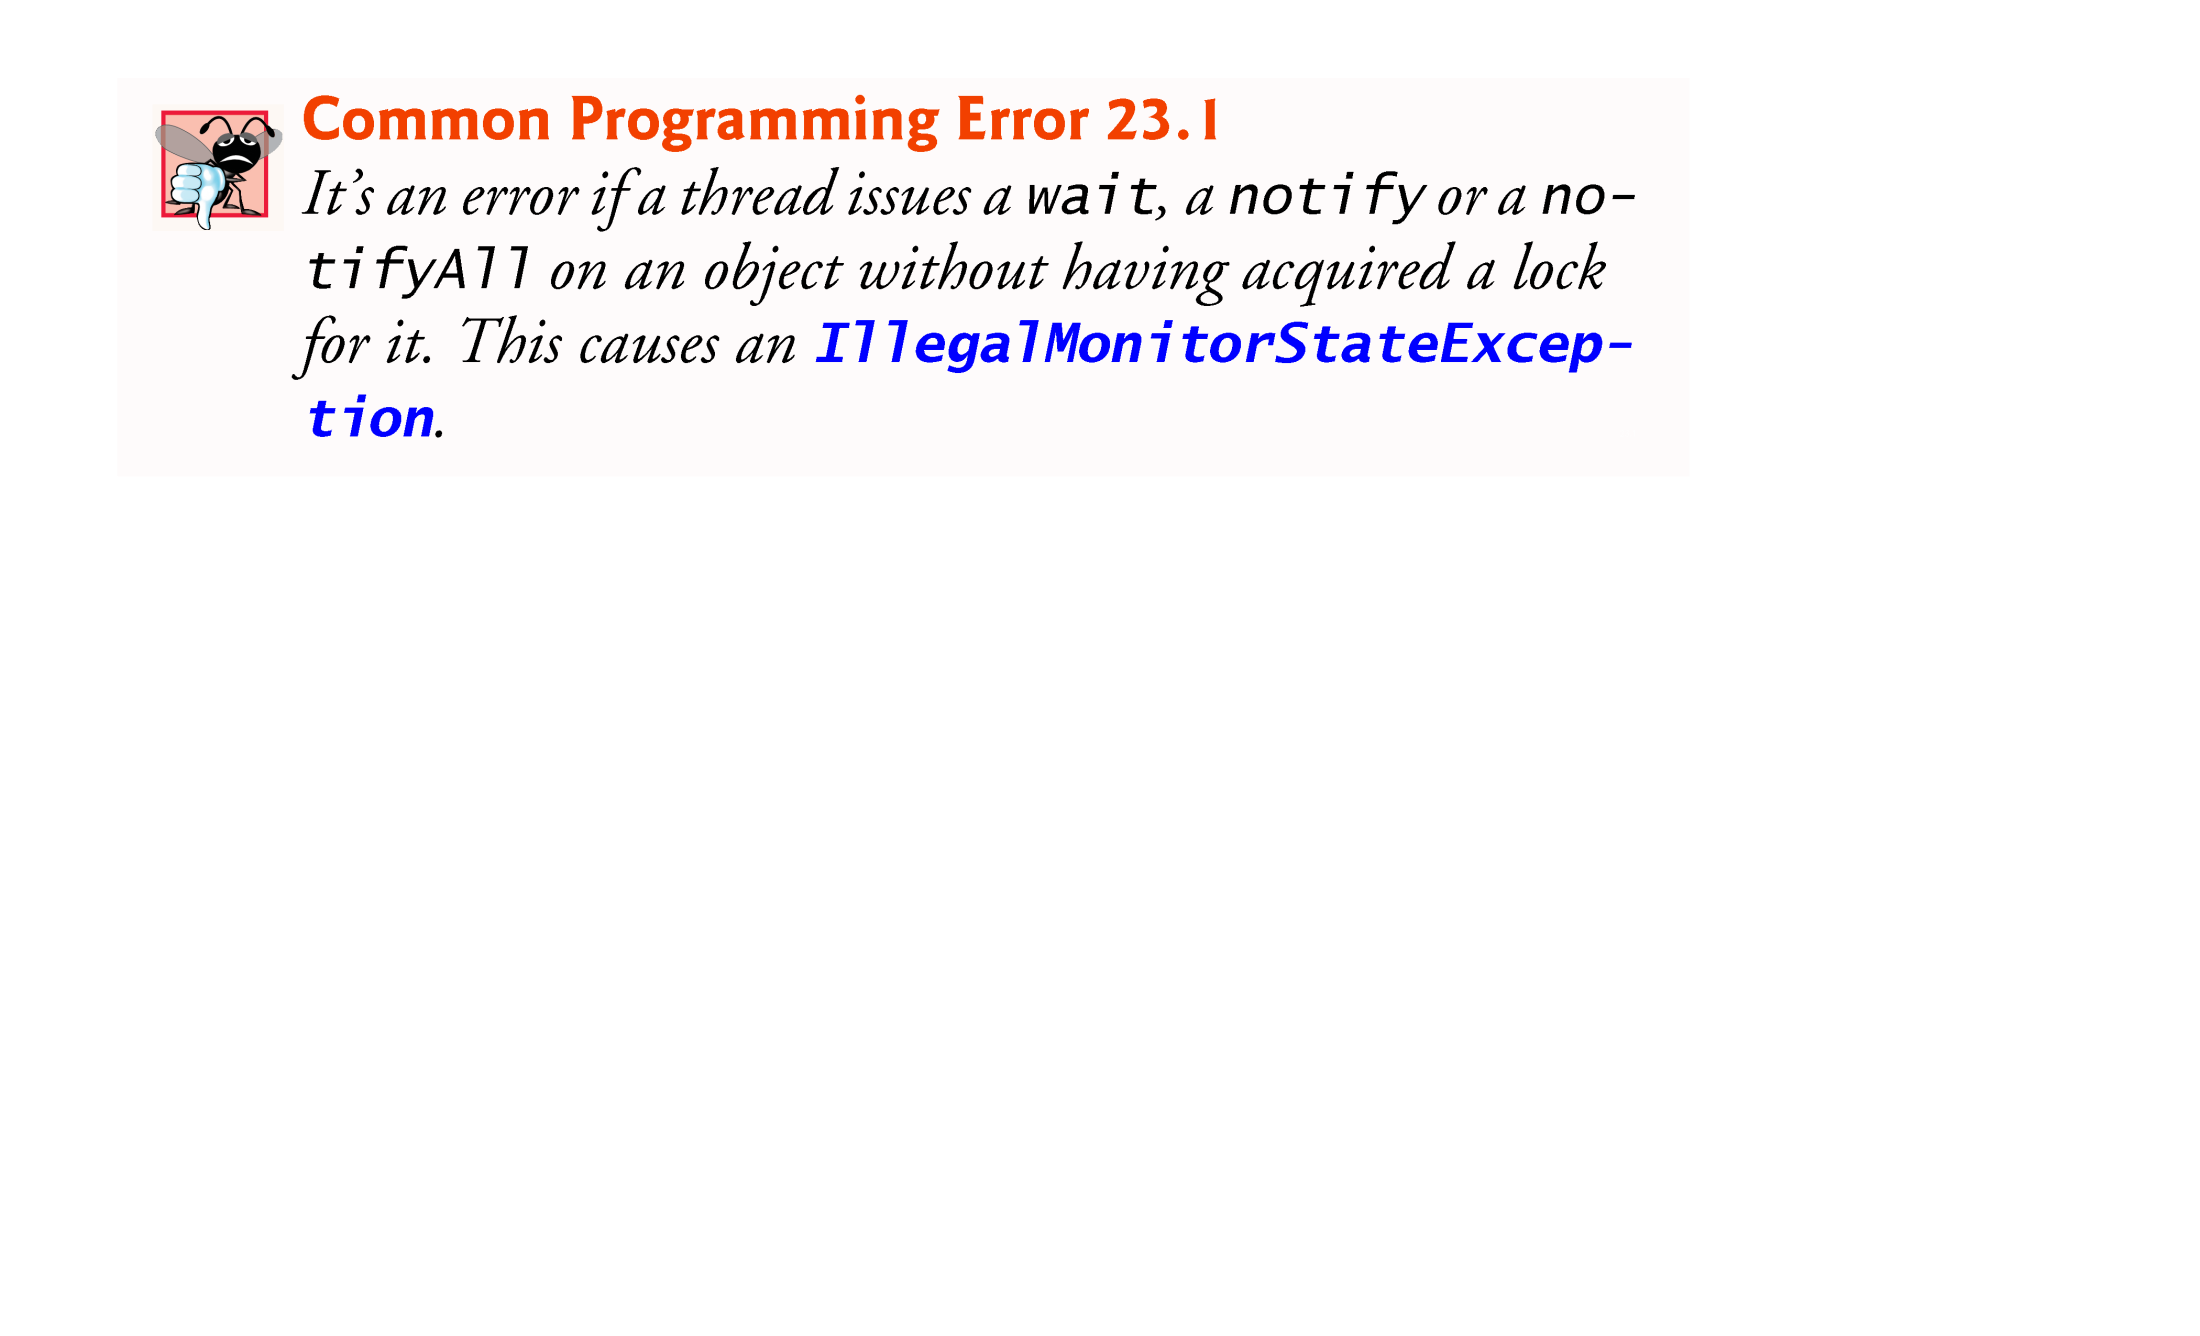 Common Programming Error 23.1
It’s an error if a thread issues a wait, a notify or a no-
tifyAll on an object without having acquired a lock
for it. This causes an IllegalMonitorStateExcep-
tion.